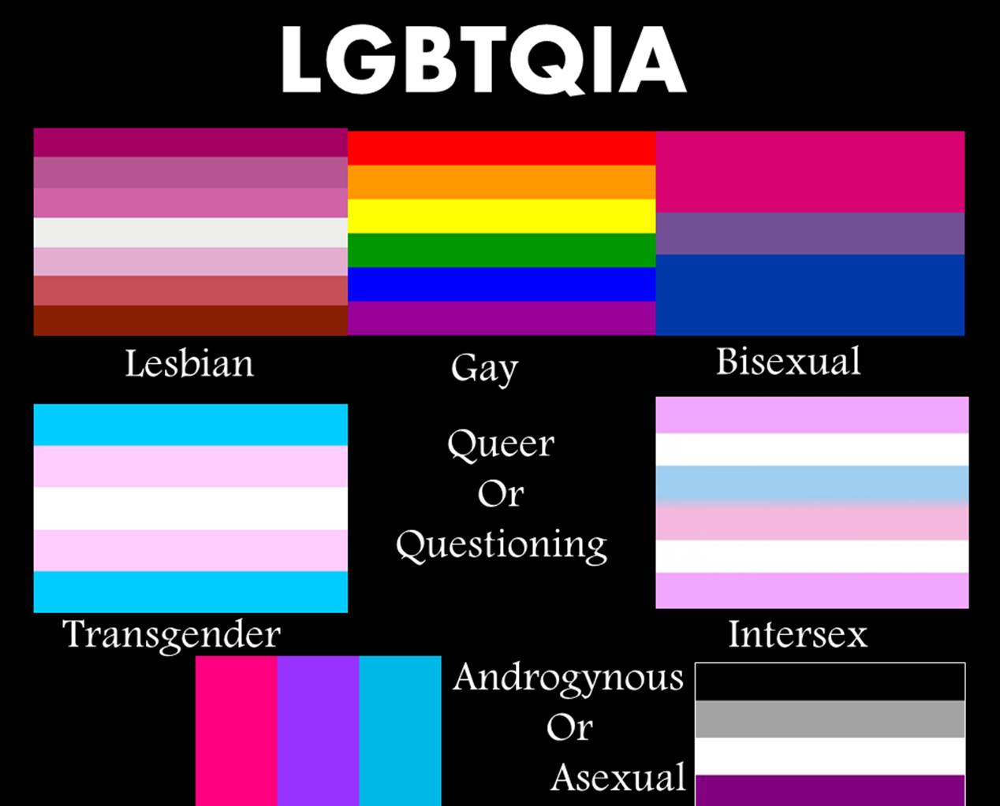 LGBTQIA
Lesbian
Gay
Bisexual
Queer
Or
Questioning
Transgender
Intersex
Androgynous
Or
Asexual